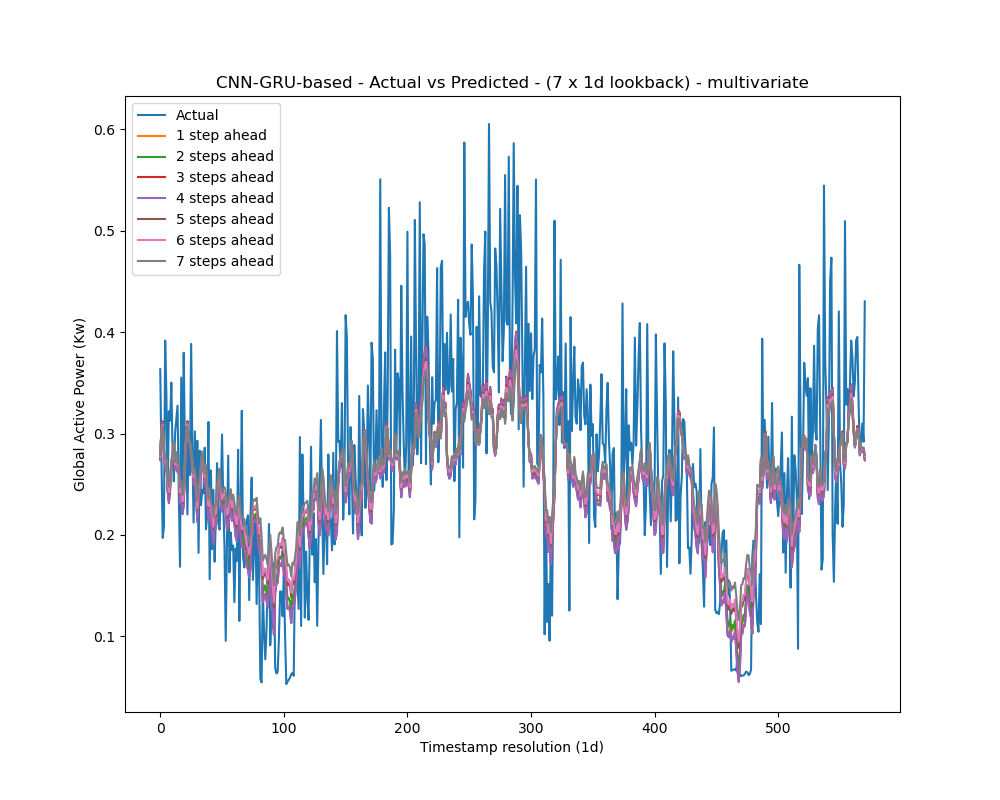 CNN-GRU-based - Actual vs Predicted - (7 x 1d lookback) - multivariate
Actual
1 step ahead
2 steps ahead
3 steps ahead
4 steps ahead
5 steps ahead
6 steps ahead
7 steps ahead
0.6
0.5
0.4
0.3
0.2
0.1
Global Active Power (Kw)
0 100 200 300 400 500
Timestamp resolution (1d)